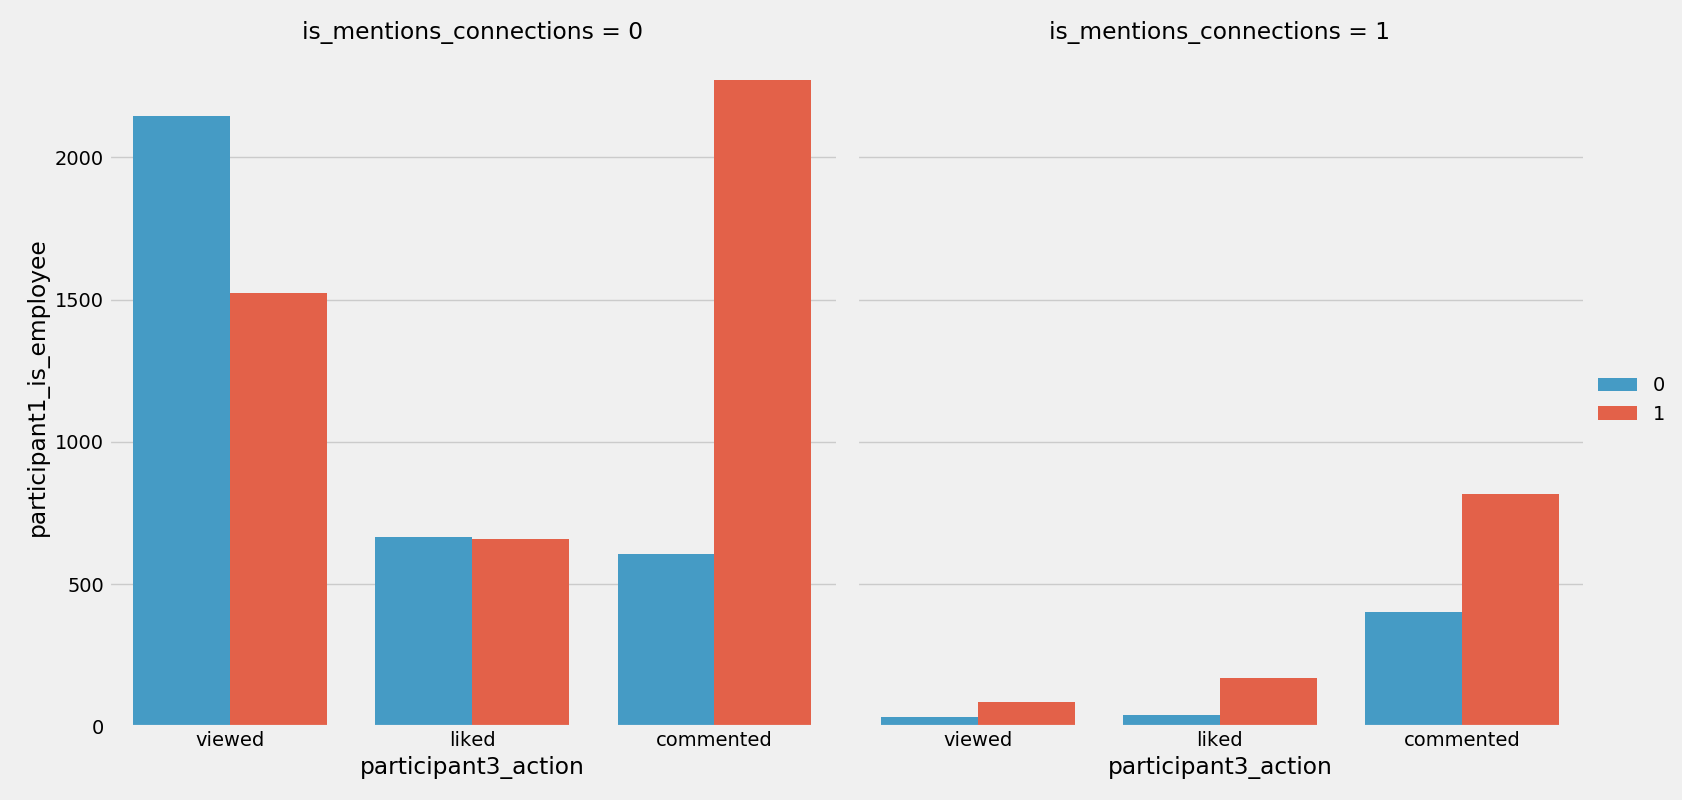 is_mentions_connections = 0
is_mentions_connections = 1
participant1_is_employee
2000
1500
1000
500
0
viewed
liked
commented
viewed
liked
commented
participant3_action
participant3_action
0
1